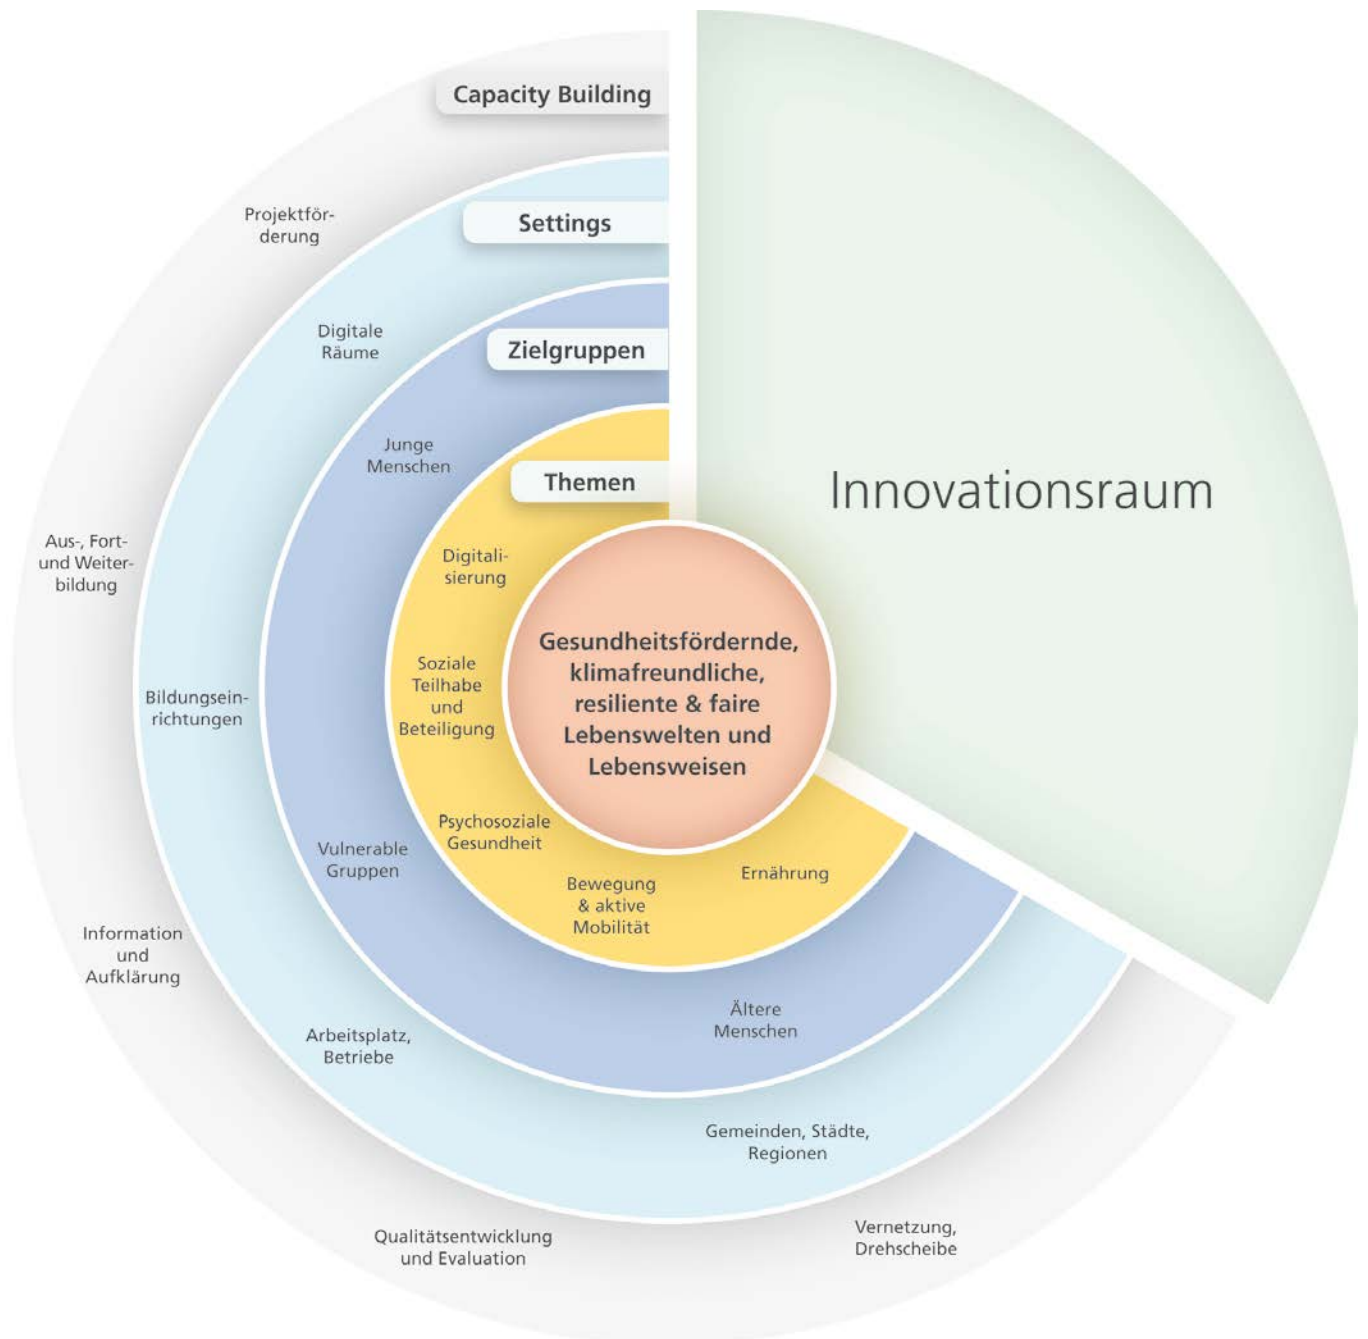 Capacity Building
Projektför-
derung
Aus-, Fort-
und Weiter-
bildung
Information
und
Aufklärung
Qualitätsentwicklung
und Evaluation
Vernetzung,
Drehscheibe
Settings
Digitale
Räume
Bildungsein-
richtungen
Arbeitsplatz,
Betriebe
Gemeinden, Städte,
Regionen
Zielgruppen
Junge
Menschen
Vulnerable
Gruppen
Ältere
Menschen
Themen
Digitali-
sierung
Soziale
Teilhabe
und
Beteiligung
Psychosoziale
Gesundheit
Bewegung
& aktive
Mobilität
Ernährung
Gesundheitsfördernde,
klimafreundliche,
resiliente & faire
Lebenswelten und
Lebensweisen
Innovationsraum